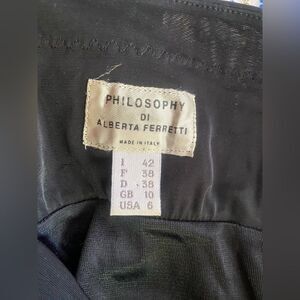 PHILOSOPHY
DI
ALBERTA FERRETTI
MADE IN ITALY
I 42
F 38
D 38
GB 10
USA 6